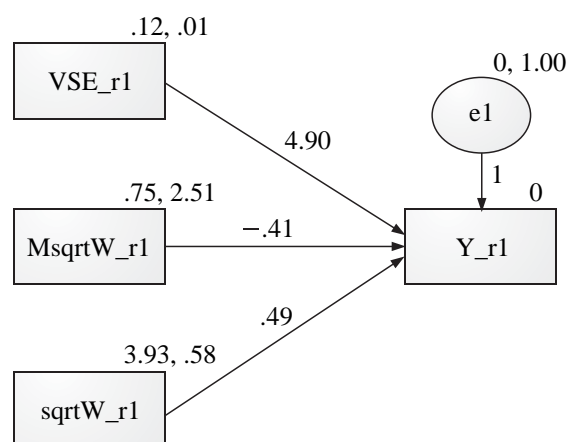 .12, .01
VSE_r1
0, 1.00
e1
4.90
1
.75, 2.51
0
MsqrtW_r1
−.41
Y_r1
.49
3.93, .58
sqrtW_r1